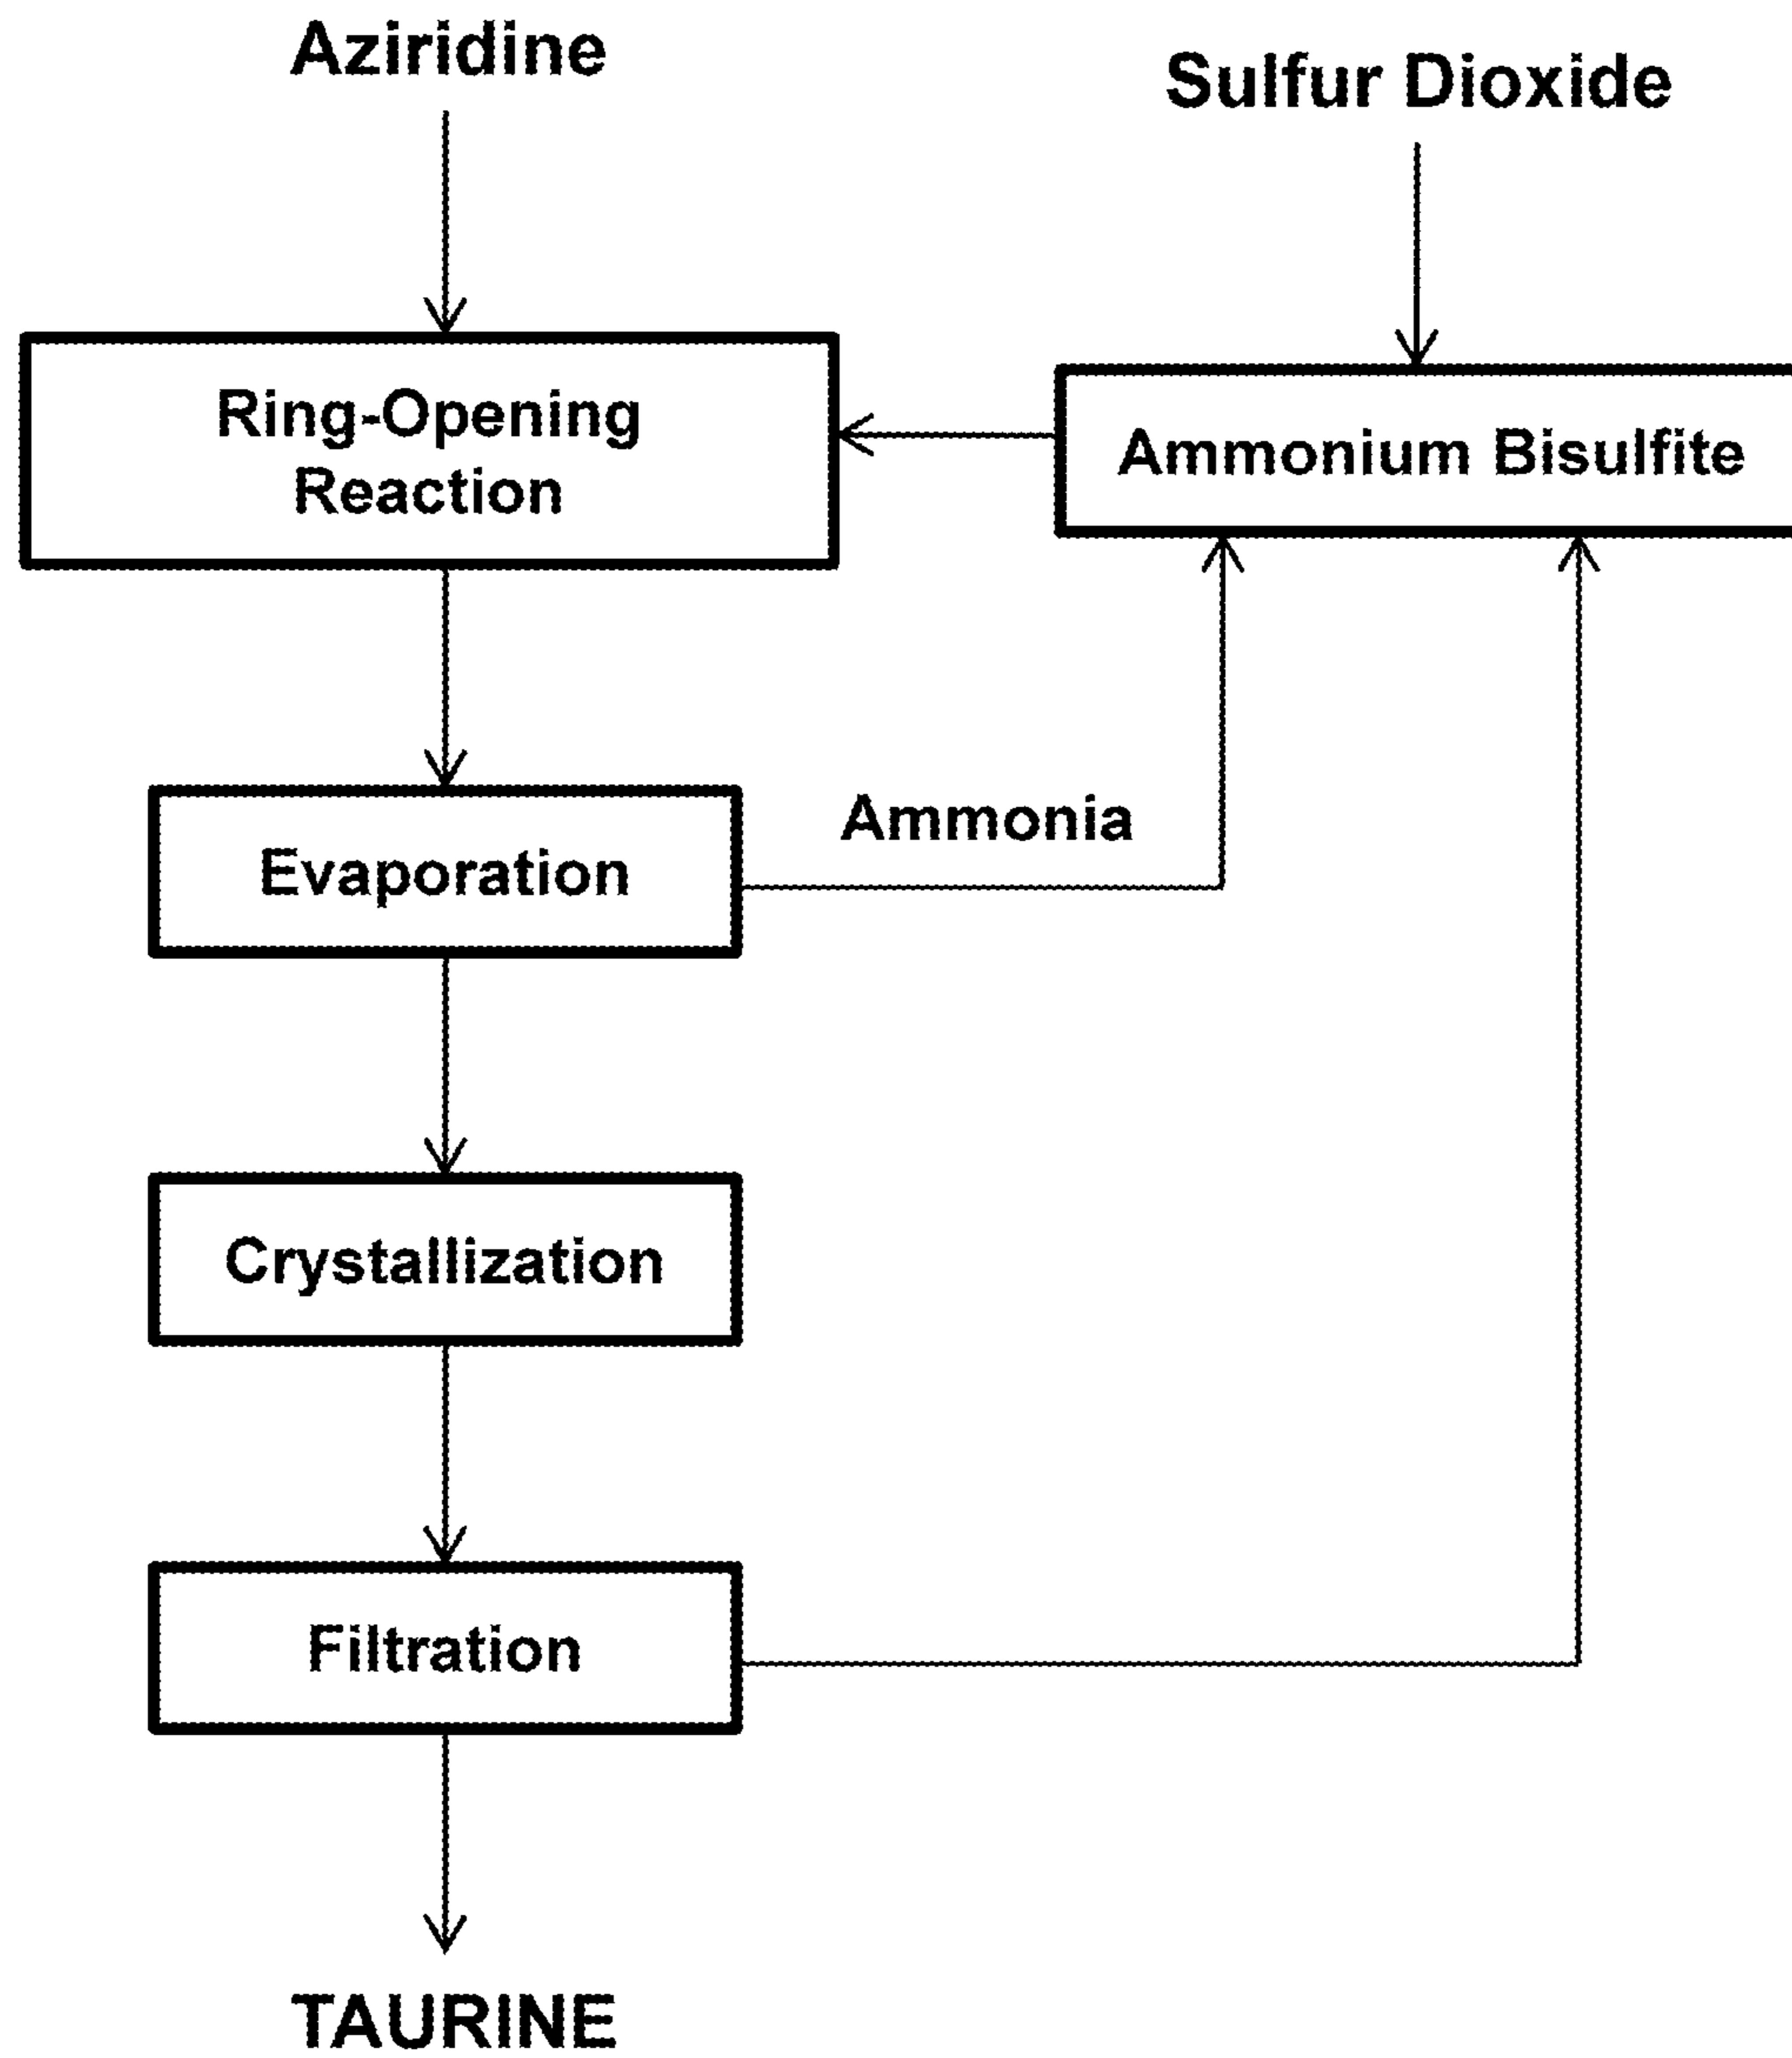 Aziridine
Sulfur Dioxide
Ring-Opening
Reaction
Ammonium Bisulfite
Ammonia
Evaporation
Crystallization
Filtration
TAURINE